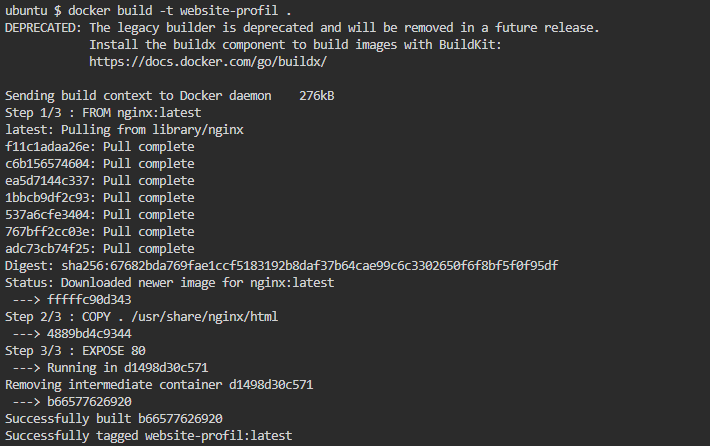 ubuntu $ docker build -t website-profil .
DEPRECATED: The legacy builder is deprecated and will be removed in a future release.
            Install the buildx component to build images with BuildKit:
            https://docs.docker.com/go/buildx/

Sending build context to Docker daemon    276kB
Step 1/3 : FROM nginx:latest
latest: Pulling from library/nginx
f11c1adaa26e: Pull complete
c6b156574604: Pull complete
ea5d7144c337: Pull complete
1bbcb9df2c93: Pull complete
537a6cfe3404: Pull complete
767bff2cc03e: Pull complete
adc73cb74f25: Pull complete
Digest: sha256:67682bda769fae1ccf5183192b8daf37b64cae99c6c3302650f6f8bf5f0f95df
Status: Downloaded newer image for nginx:latest
 ---> fffffc90d343
Step 2/3 : COPY . /usr/share/nginx/html
 ---> 4889bd4c9344
Step 3/3 : EXPOSE 80
 ---> Running in d1498d30c571
Removing intermediate container d1498d30c571
 ---> b66577626920
Successfully built b66577626920
Successfully tagged website-profil:latest